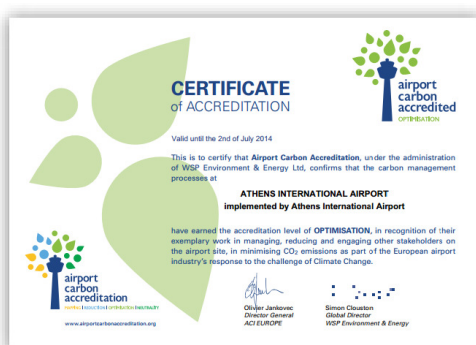 CERTIFICATE
of ACCREDITATION
airport
carbon
accredited
OPTIMISATION
Valid until the 2nd of July 2014
This is to certify that Airport Carbon Accreditation, under the administration
of WSP Environment & Energy Ltd, confirms that the carbon management
processes at
ATHENS INTERNATIONAL AIRPORT
implemented by Athens International Airport
have earned the accreditation level of OPTIMISATION, in recognition of their
exemplary work in managing, reducing and engaging other stakeholders on
the airport site, in minimising CO₂ emissions as part of the European airport
industry's response to the challenge of Climate Change.
airport
carbon
accreditation
MAPPING | REDUCTION | OPTIMISATION | NEUTRALITY
www.airportcarbonaccreditation.org
Olivier Jankovec
Director General
ACI EUROPE
Simon Clouston
Global Director
WSP Environment & Energy